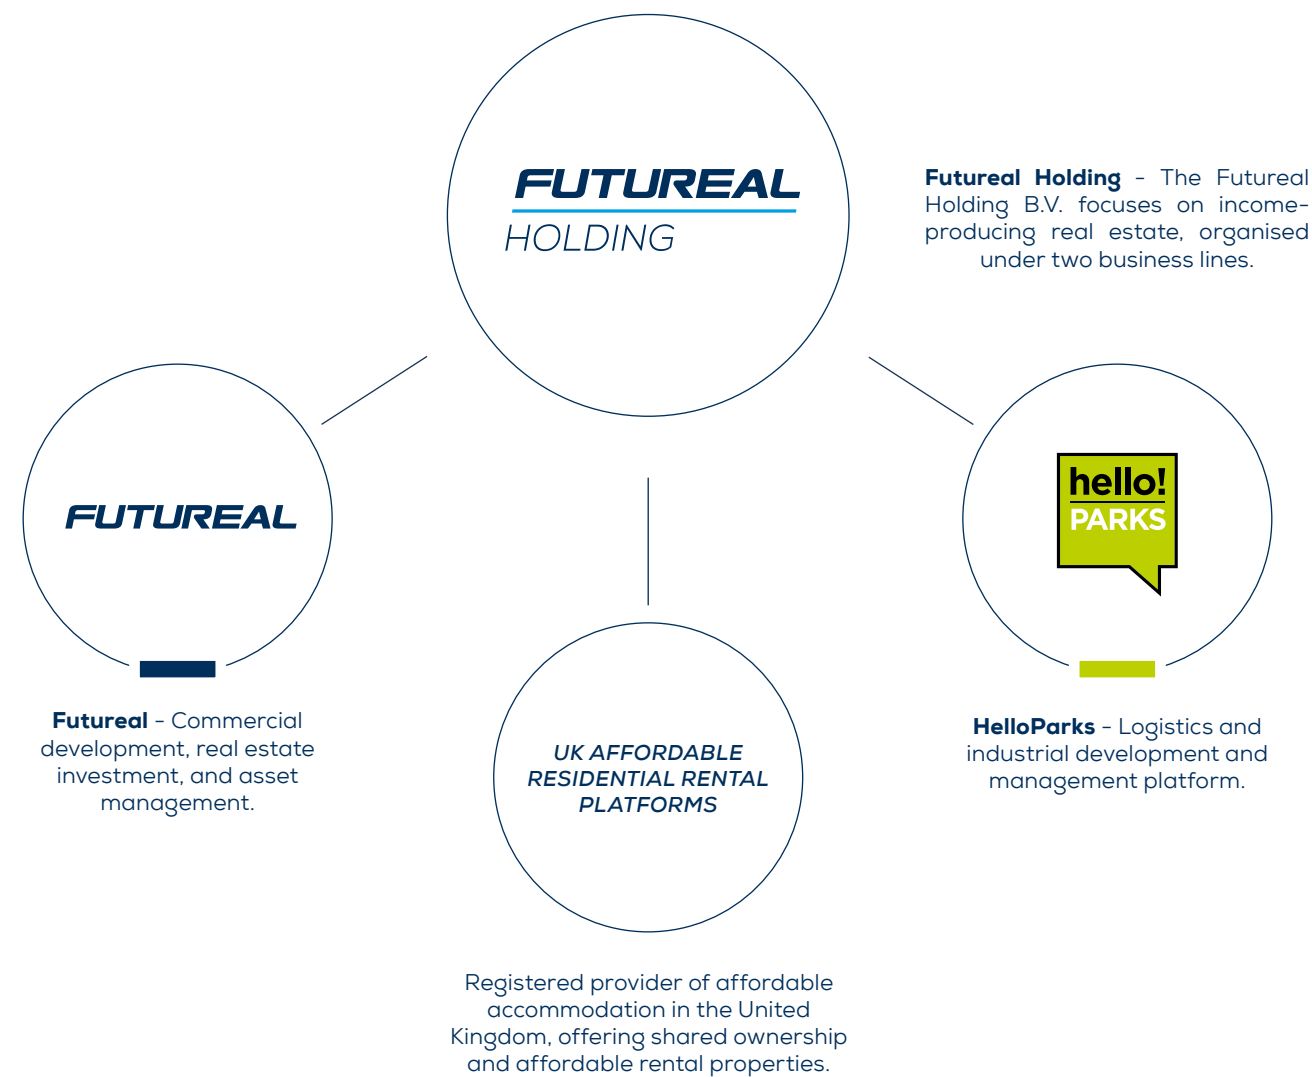 FUTUREAL
HOLDING
Futureal Holding - The Futureal
Holding B.V. focuses on income-
producing real estate, organised
under two business lines.
FUTUREAL
hello!
PARKS
Futureal - Commercial
development, real estate
investment, and asset
management.
UK AFFORDABLE
RESIDENTIAL RENTAL
PLATFORMS
HelloParks - Logistics and
industrial development and
management platform.
Registered provider of affordable
accommodation in the United
Kingdom, offering shared ownership
and affordable rental properties.